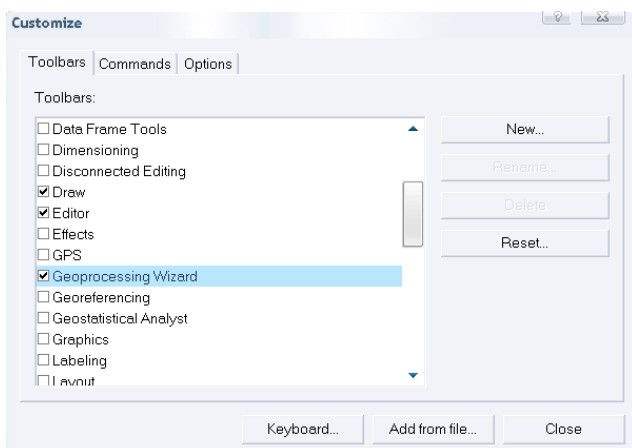 Customize
Toolbars Commands Options
Toolbars:
Data Frame Tools
Dimensioning
Disconnected Editing
Draw
Editor
Effects
GPS
Geoprocessing Wizard
Georeferencing
Geostatistical Analyst
Graphics
Labeling
Layout
New...
Rename...
Delete
Reset...
Keyboard... Add from file... Close